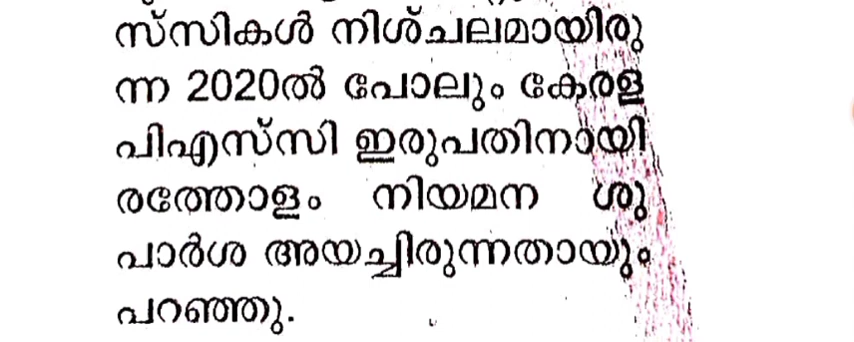 സ്സികൾ നിശ്ചലമായിരു
ന്ന 2020ൽ പോലും കേരള
പിഎസ്‌സി ഇരുപതിനായി
രത്തോളം നിയമന ശു
പാർശ അയച്ചിരുന്നതായും
പറഞ്ഞു.